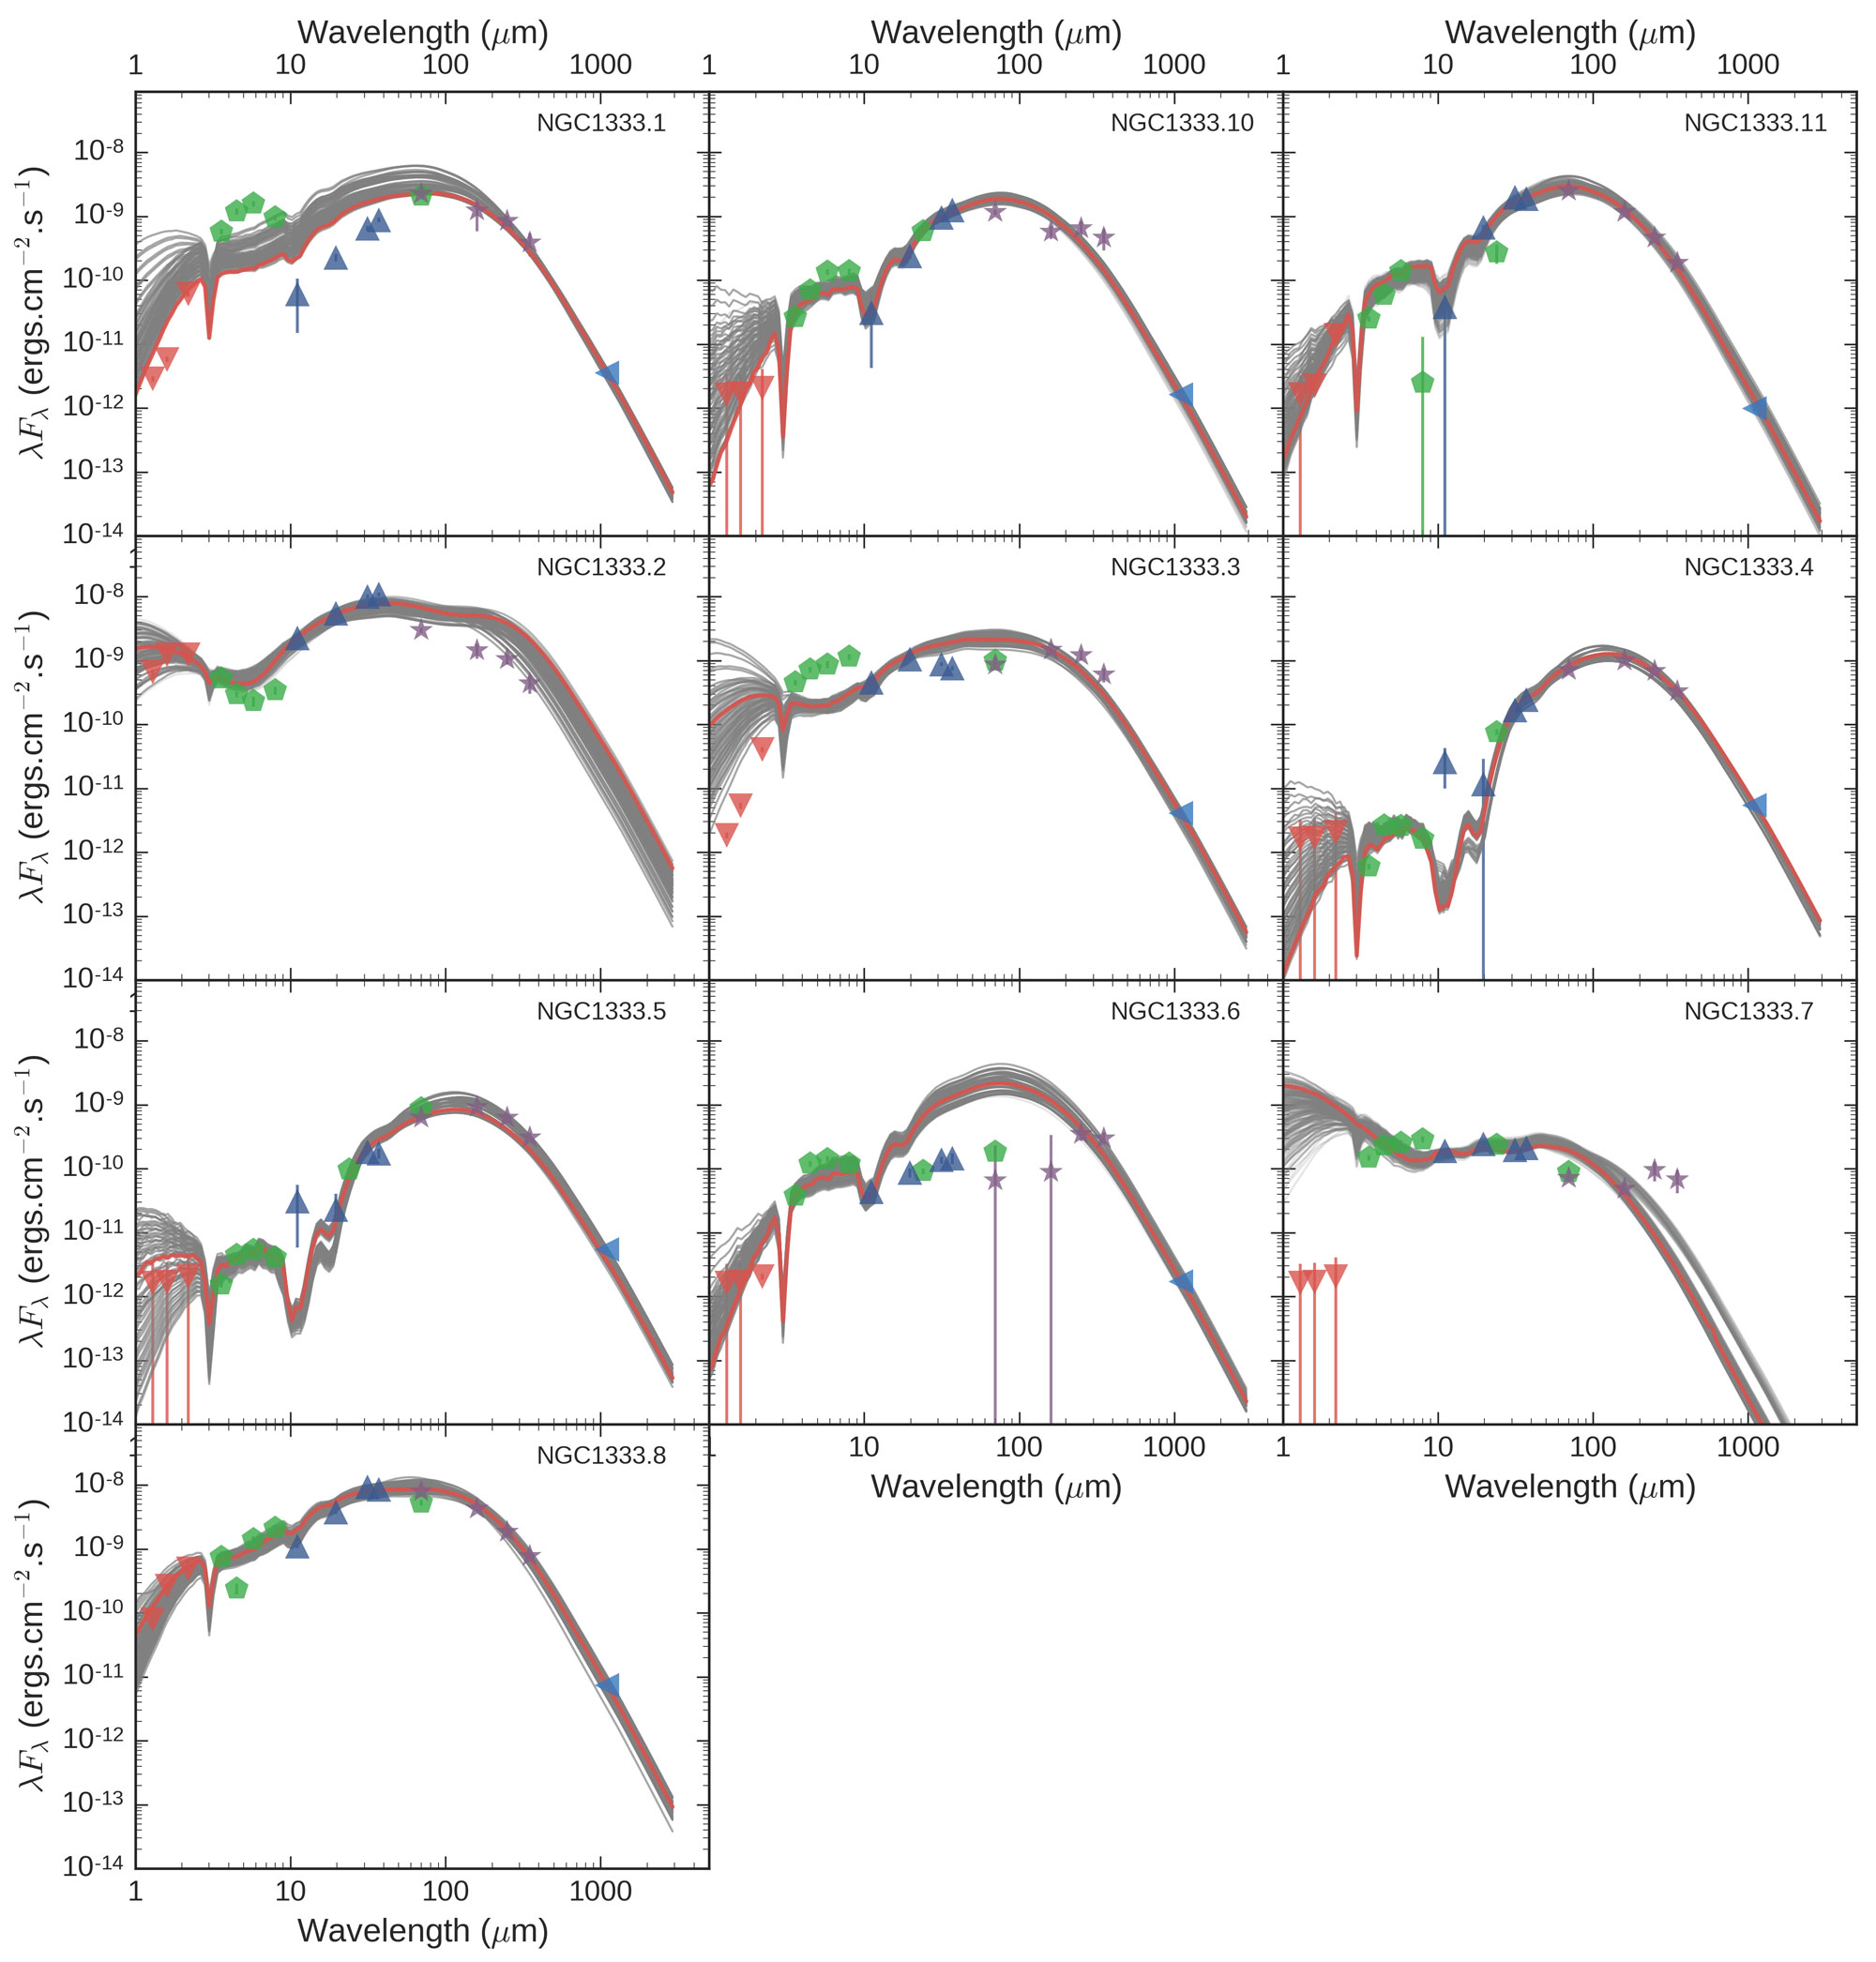 Wavelength (μm) Wavelength (μm) Wavelength (μm)
1 10 100 1000 1 10 100 1000 1 10 100 1000
NGC1333.1 NGC1333.10 NGC1333.11
λFλ (ergs.cm⁻².s⁻¹)
10⁻⁸
10⁻⁹
10⁻¹⁰
10⁻¹¹
10⁻¹²
10⁻¹³
10⁻¹⁴
NGC1333.2 NGC1333.3 NGC1333.4
λFλ (ergs.cm⁻².s⁻¹)
10⁻⁸
10⁻⁹
10⁻¹⁰
10⁻¹¹
10⁻¹²
10⁻¹³
10⁻¹⁴
NGC1333.5 NGC1333.6 NGC1333.7
λFλ (ergs.cm⁻².s⁻¹)
10⁻⁸
10⁻⁹
10⁻¹⁰
10⁻¹¹
10⁻¹²
10⁻¹³
10⁻¹⁴
10 100 1000 1 10 100 1000
Wavelength (μm) Wavelength (μm)
NGC1333.8
λFλ (ergs.cm⁻².s⁻¹)
10⁻⁸
10⁻⁹
10⁻¹⁰
10⁻¹¹
10⁻¹²
10⁻¹³
10⁻¹⁴
1 10 100 1000
Wavelength (μm)